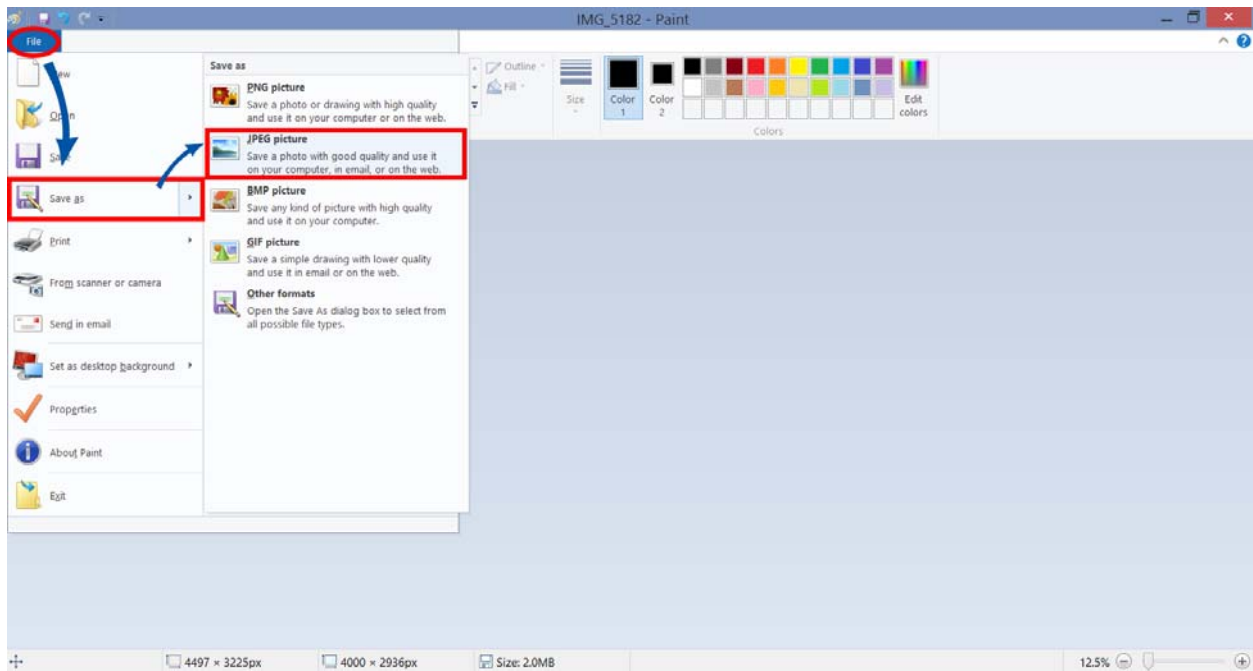 IMG_5182 - Paint
File
New
Open
Save
Save as
Print
From scanner or camera
Send in email
Set as desktop background
Properties
About Paint
Exit
Save as
PNG picture
Save a photo or drawing with high quality
and use it on your computer or on the web.
JPEG picture
Save a photo with good quality and use it
on your computer, in email, or on the web.
BMP picture
Save any kind of picture with high quality
and use it on your computer.
GIF picture
Save a simple drawing with lower quality
and use it in email or on the web.
Other formats
Open the Save As dialog box to select from
all possible file types.
Outline
Fill
Size
Color
1
Color
2
Edit
colors
Colors
4497 × 3225px
4000 × 2936px
Size: 2.0MB
12.5%